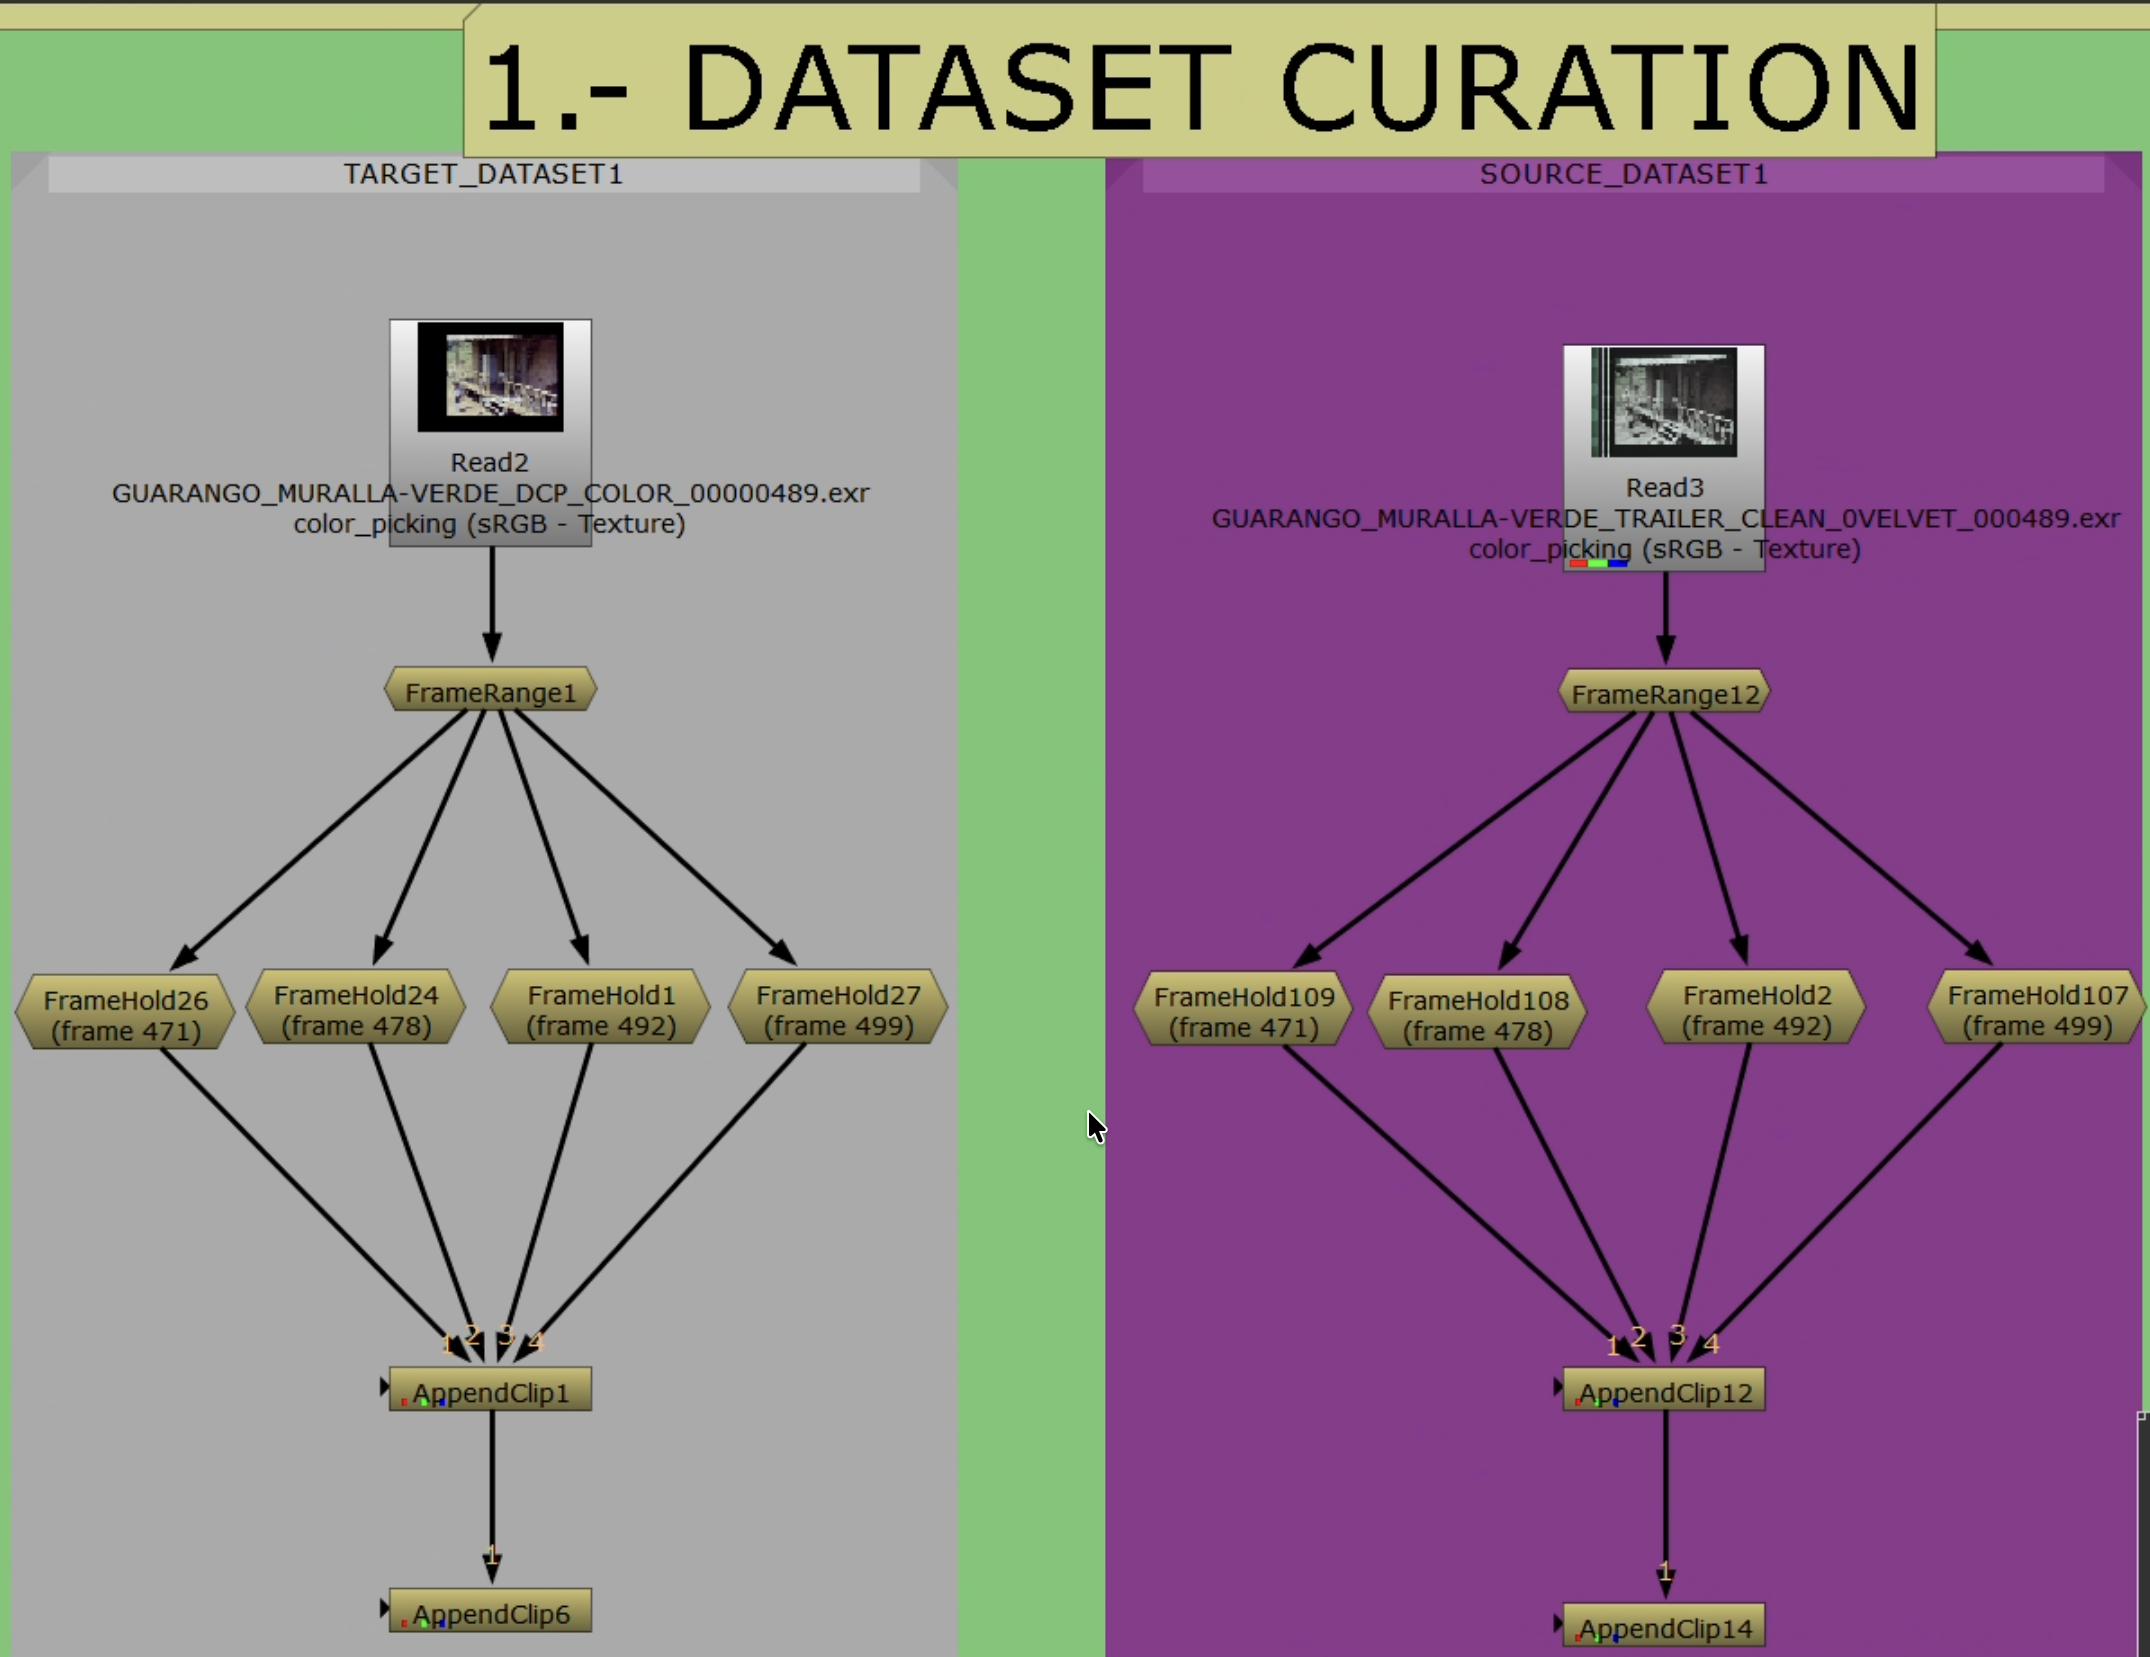 1.- DATASET CURATION
TARGET_DATASET1
Read2
GUARANGO_MURALLA-VERDE_DCP_COLOR_00000489.exr
color_picking (sRGB - Texture)
FrameRange1
FrameHold26
(frame 471)
FrameHold24
(frame 478)
FrameHold1
(frame 492)
FrameHold27
(frame 499)
1
2
3
4
AppendClip1
1
AppendClip6
SOURCE_DATASET1
Read3
GUARANGO_MURALLA-VERDE_TRAILER_CLEAN_0VELVET_000489.exr
color_picking (sRGB - Texture)
FrameRange12
FrameHold109
(frame 471)
FrameHold108
(frame 478)
FrameHold2
(frame 492)
FrameHold107
(frame 499)
1
2
3
4
AppendClip12
1
AppendClip14